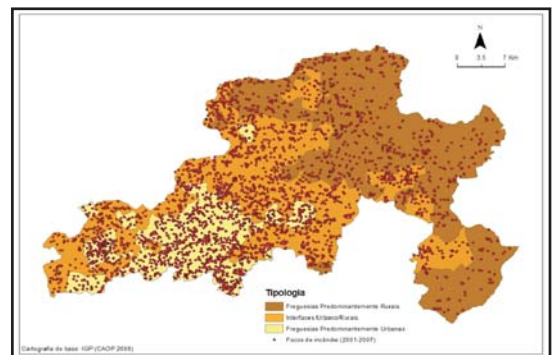 N
0 3.5 7 Km
Tipologia
Freguesias Predominantemente Rurais
Interfaces Urbano/Rurais
Freguesias Predominantemente Urbanas
Focos de incêndio (2001-2007)
Cartografia de base: IGP (CAOP 2008)